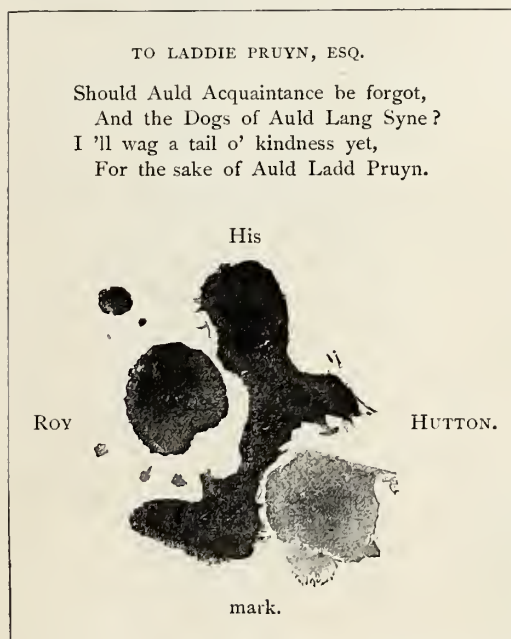 TO LADDIE PRUYN, ESQ.
Should Auld Acquaintance be forgot,
And the Dogs of Auld Lang Syne?
I 'll wag a tail o' kindness yet,
For the sake of Auld Ladd Pruyn.
His
ROY HUTTON.
mark.